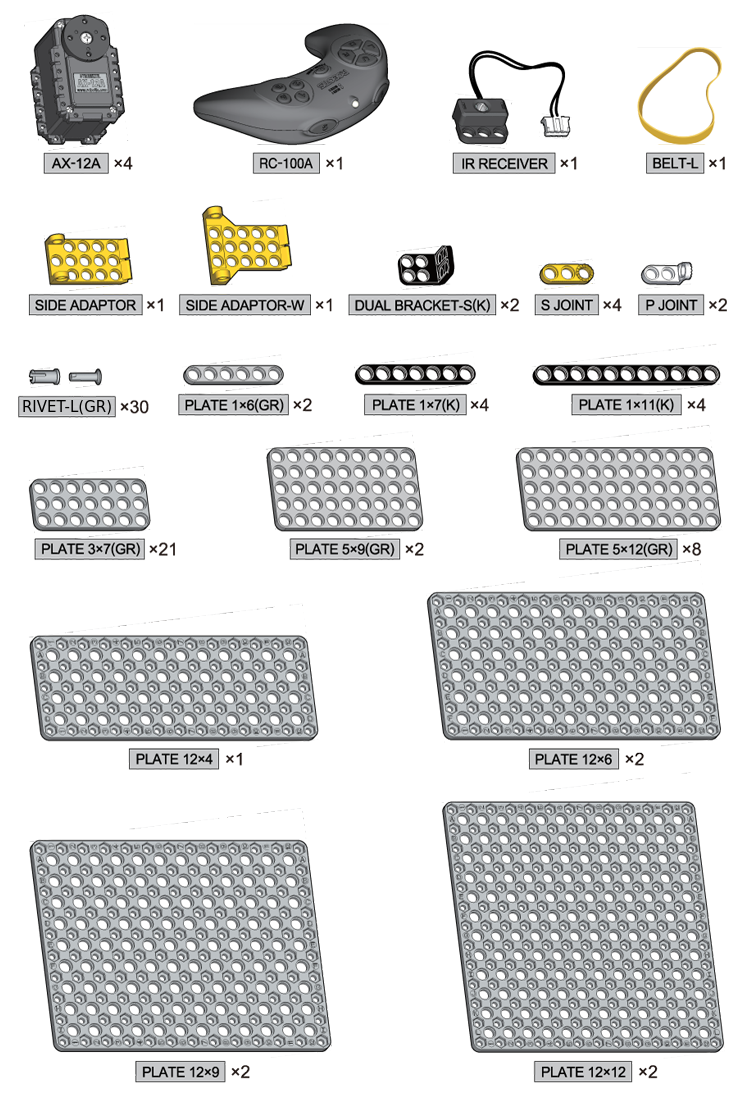 AX-12A ×4
RC-100A ×1
IR RECEIVER ×1
BELT-L ×1
SIDE ADAPTOR ×1
SIDE ADAPTOR-W ×1
DUAL BRACKET-S(K) ×2
S JOINT ×4
P JOINT ×2
RIVET-L(GR) ×30
PLATE 1×6(GR) ×2
PLATE 1×7(K) ×4
PLATE 1×11(K) ×4
PLATE 3×7(GR) ×21
PLATE 5×9(GR) ×2
PLATE 5×12(GR) ×8
PLATE 12×4 ×1
PLATE 12×6 ×2
PLATE 12×9 ×2
PLATE 12×12 ×2